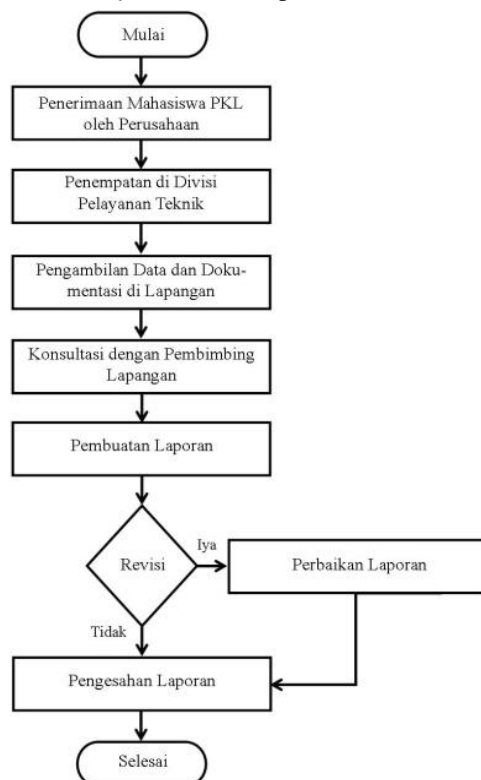 Mulai
Penerimaan Mahasiswa PKL
oleh Perusahaan
Penempatan di Divisi
Pelayanan Teknik
Pengambilan Data dan Doku-
mentasi di Lapangan
Konsultasi dengan Pembimbing
Lapangan
Pembuatan Laporan
Revisi
Iya
Perbaikan Laporan
Tidak
Pengesahan Laporan
Selesai